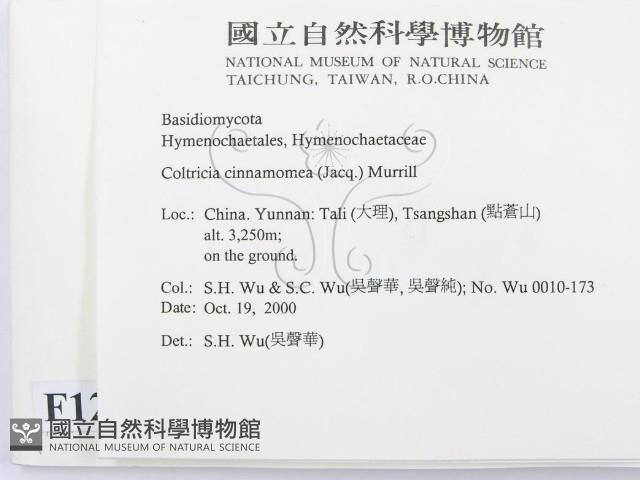 國立自然科學博物館
NATIONAL MUSEUM OF NATURAL SCIENCE
TAICHUNG, TAIWAN, R.O.CHINA
Basidiomycota
Hymenochaetales, Hymenochaetaceae
Coltricia cinnamomea (Jacq.) Murrill
Loc.: China. Yunnan: Tali (大理), Tsangshan (點蒼山)
alt. 3,250m;
on the ground.
Col.: S.H. Wu & S.C. Wu(吳聲華, 吳聲純); No. Wu 0010-173
Date: Oct. 19, 2000
Det.: S.H. Wu(吳聲華)
F12
國立自然科學博物館
NATIONAL MUSEUM OF NATURAL SCIENCE